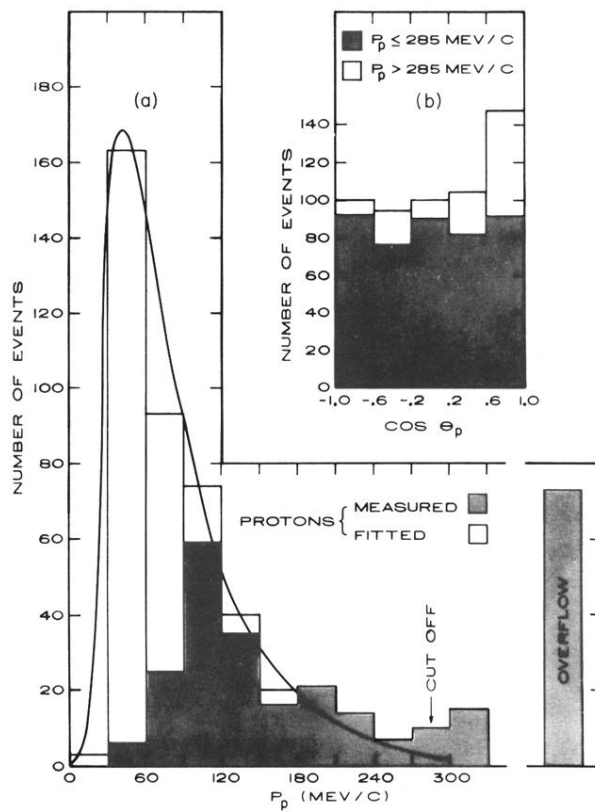 (a)
NUMBER OF EVENTS
180
160
140
120
100
80
60
40
20
0
0 60 120 180 240 300
Pp (MEV/C)
Pp ≤ 285 MEV/C
Pp > 285 MEV/C
(b)
NUMBER OF EVENTS
140
120
100
80
60
40
20
0
-1.0 -.6 -.2 .2 .6 1.0
COS Θp
PROTONS { MEASURED
FITTED
CUT OFF
OVERFLOW